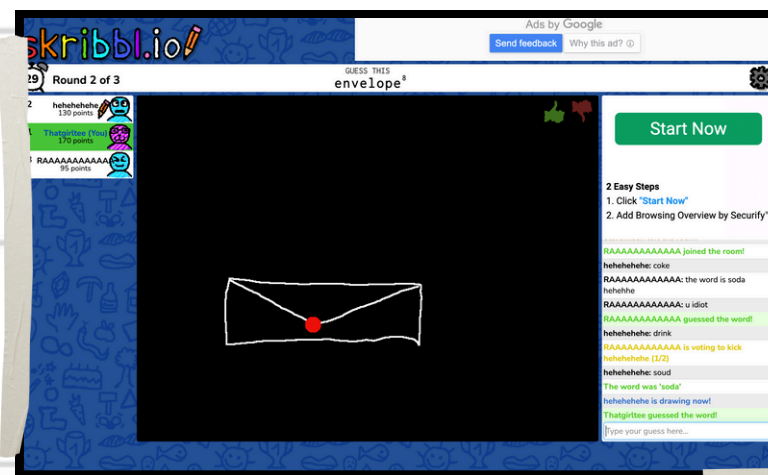 Ads by Google
Send feedback Why this ad?
skribbl.io
29 Round 2 of 3
GUESS THIS
envelope 8
2 hehehehehe
130 points
1 Thatgirltee (You)
170 points
3 RAAAAAAAAAAAA
95 points
Start Now
2 Easy Steps
1. Click "Start Now"
2. Add Browsing Overview by Securify"
RAAAAAAAAAAAA joined the room!
hehehehehe: coke
RAAAAAAAAAAAA: the word is soda
hehehhe
RAAAAAAAAAAAA: u idiot
RAAAAAAAAAAAA guessed the word!
hehehehehe: drink
RAAAAAAAAAAAA is voting to kick
hehehehehe (1/2)
hehehehehe: soud
The word was 'soda'
hehehehehe is drawing now!
Thatgirltee guessed the word!
Type your guess here...